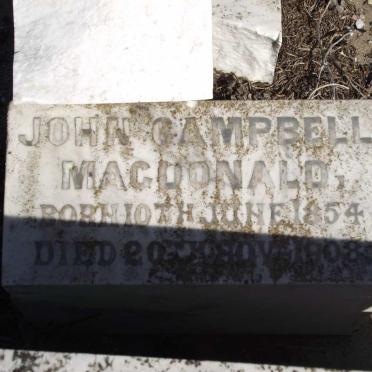 JOHN CAMPBELL
MACDONALD,
BORN 10TH JUNE, 1854
DIED 20TH NOV. 1908